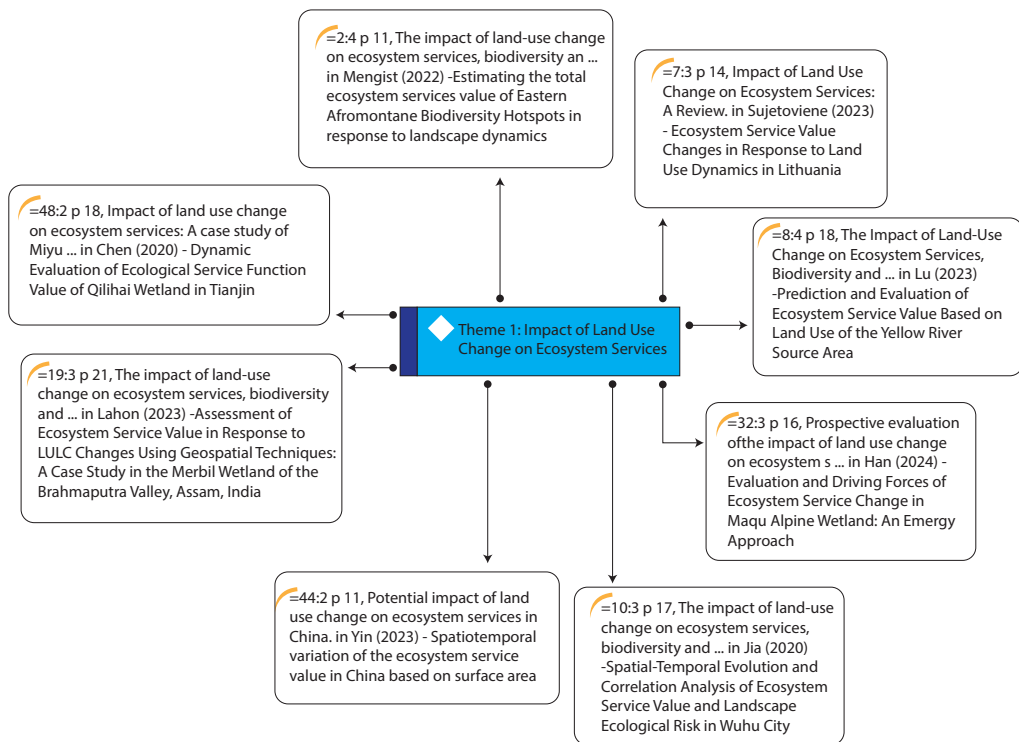 =2:4 p 11, The impact of land-use change
on ecosystem services, biodiversity an ...
in Mengist (2022) -Estimating the total
ecosystem services value of Eastern
Afromontane Biodiversity Hotspots in
response to landscape dynamics
=7:3 p 14, Impact of Land Use
Change on Ecosystem Services:
A Review. in Sujetoviene (2023)
- Ecosystem Service Value
Changes in Response to Land
Use Dynamics in Lithuania
=48:2 p 18, Impact of land use change
on ecosystem services: A case study of
Miyu ... in Chen (2020) - Dynamic
Evaluation of Ecological Service Function
Value of Qilihai Wetland in Tianjin
=8:4 p 18, The Impact of Land-Use
Change on Ecosystem Services,
Biodiversity and ... in Lu (2023)
-Prediction and Evaluation of
Ecosystem Service Value Based on
Land Use of the Yellow River
Source Area
Theme 1: Impact of Land Use
Change on Ecosystem Services
=19:3 p 21, The impact of land-use
change on ecosystem services, biodiversity
and ... in Lahon (2023) -Assessment of
Ecosystem Service Value in Response to
LULC Changes Using Geospatial Techniques:
A Case Study in the Merbil Wetland of the
Brahmaputra Valley, Assam, India
=32:3 p 16, Prospective evaluation
ofthe impact of land use change
on ecosystem s ... in Han (2024) -
Evaluation and Driving Forces of
Ecosystem Service Change in
Maqu Alpine Wetland: An Emergy
Approach
=44:2 p 11, Potential impact of land
use change on ecosystem services in
China. in Yin (2023) - Spatiotemporal
variation of the ecosystem service
value in China based on surface area
=10:3 p 17, The impact of land-use
change on ecosystem services,
biodiversity and ... in Jia (2020)
-Spatial-Temporal Evolution and
Correlation Analysis of Ecosystem
Service Value and Landscape
Ecological Risk in Wuhu City